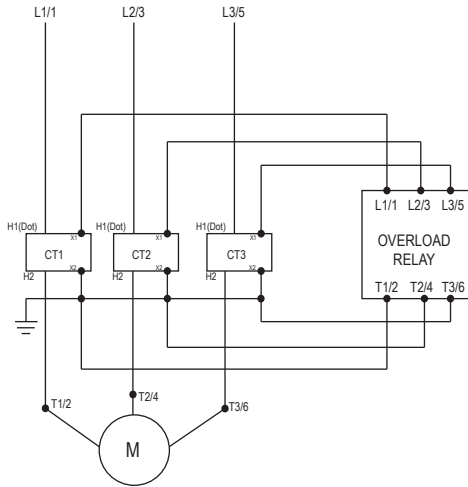 L1/1 L2/3 L3/5
L1/1 L2/3 L3/5
H1(Dot) X1 H1(Dot) X1 H1(Dot) X1
CT1 CT2 CT3
OVERLOAD
RELAY
X2 X2 X2
H2 H2 H2
T1/2 T2/4 T3/6
T1/2 T2/4 T3/6
M